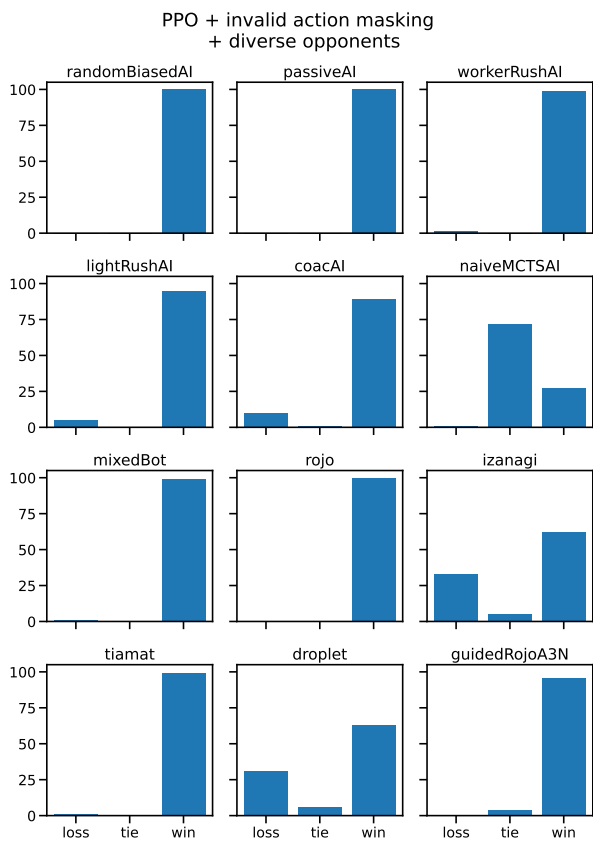 PPO + invalid action masking
+ diverse opponents
randomBiasedAI passiveAI workerRushAI
100
75
50
25
0
lightRushAI coacAI naiveMCTSAI
100
75
50
25
0
mixedBot rojo izanagi
100
75
50
25
0
tiamat droplet guidedRojoA3N
100
75
50
25
0
loss tie win loss tie win loss tie win